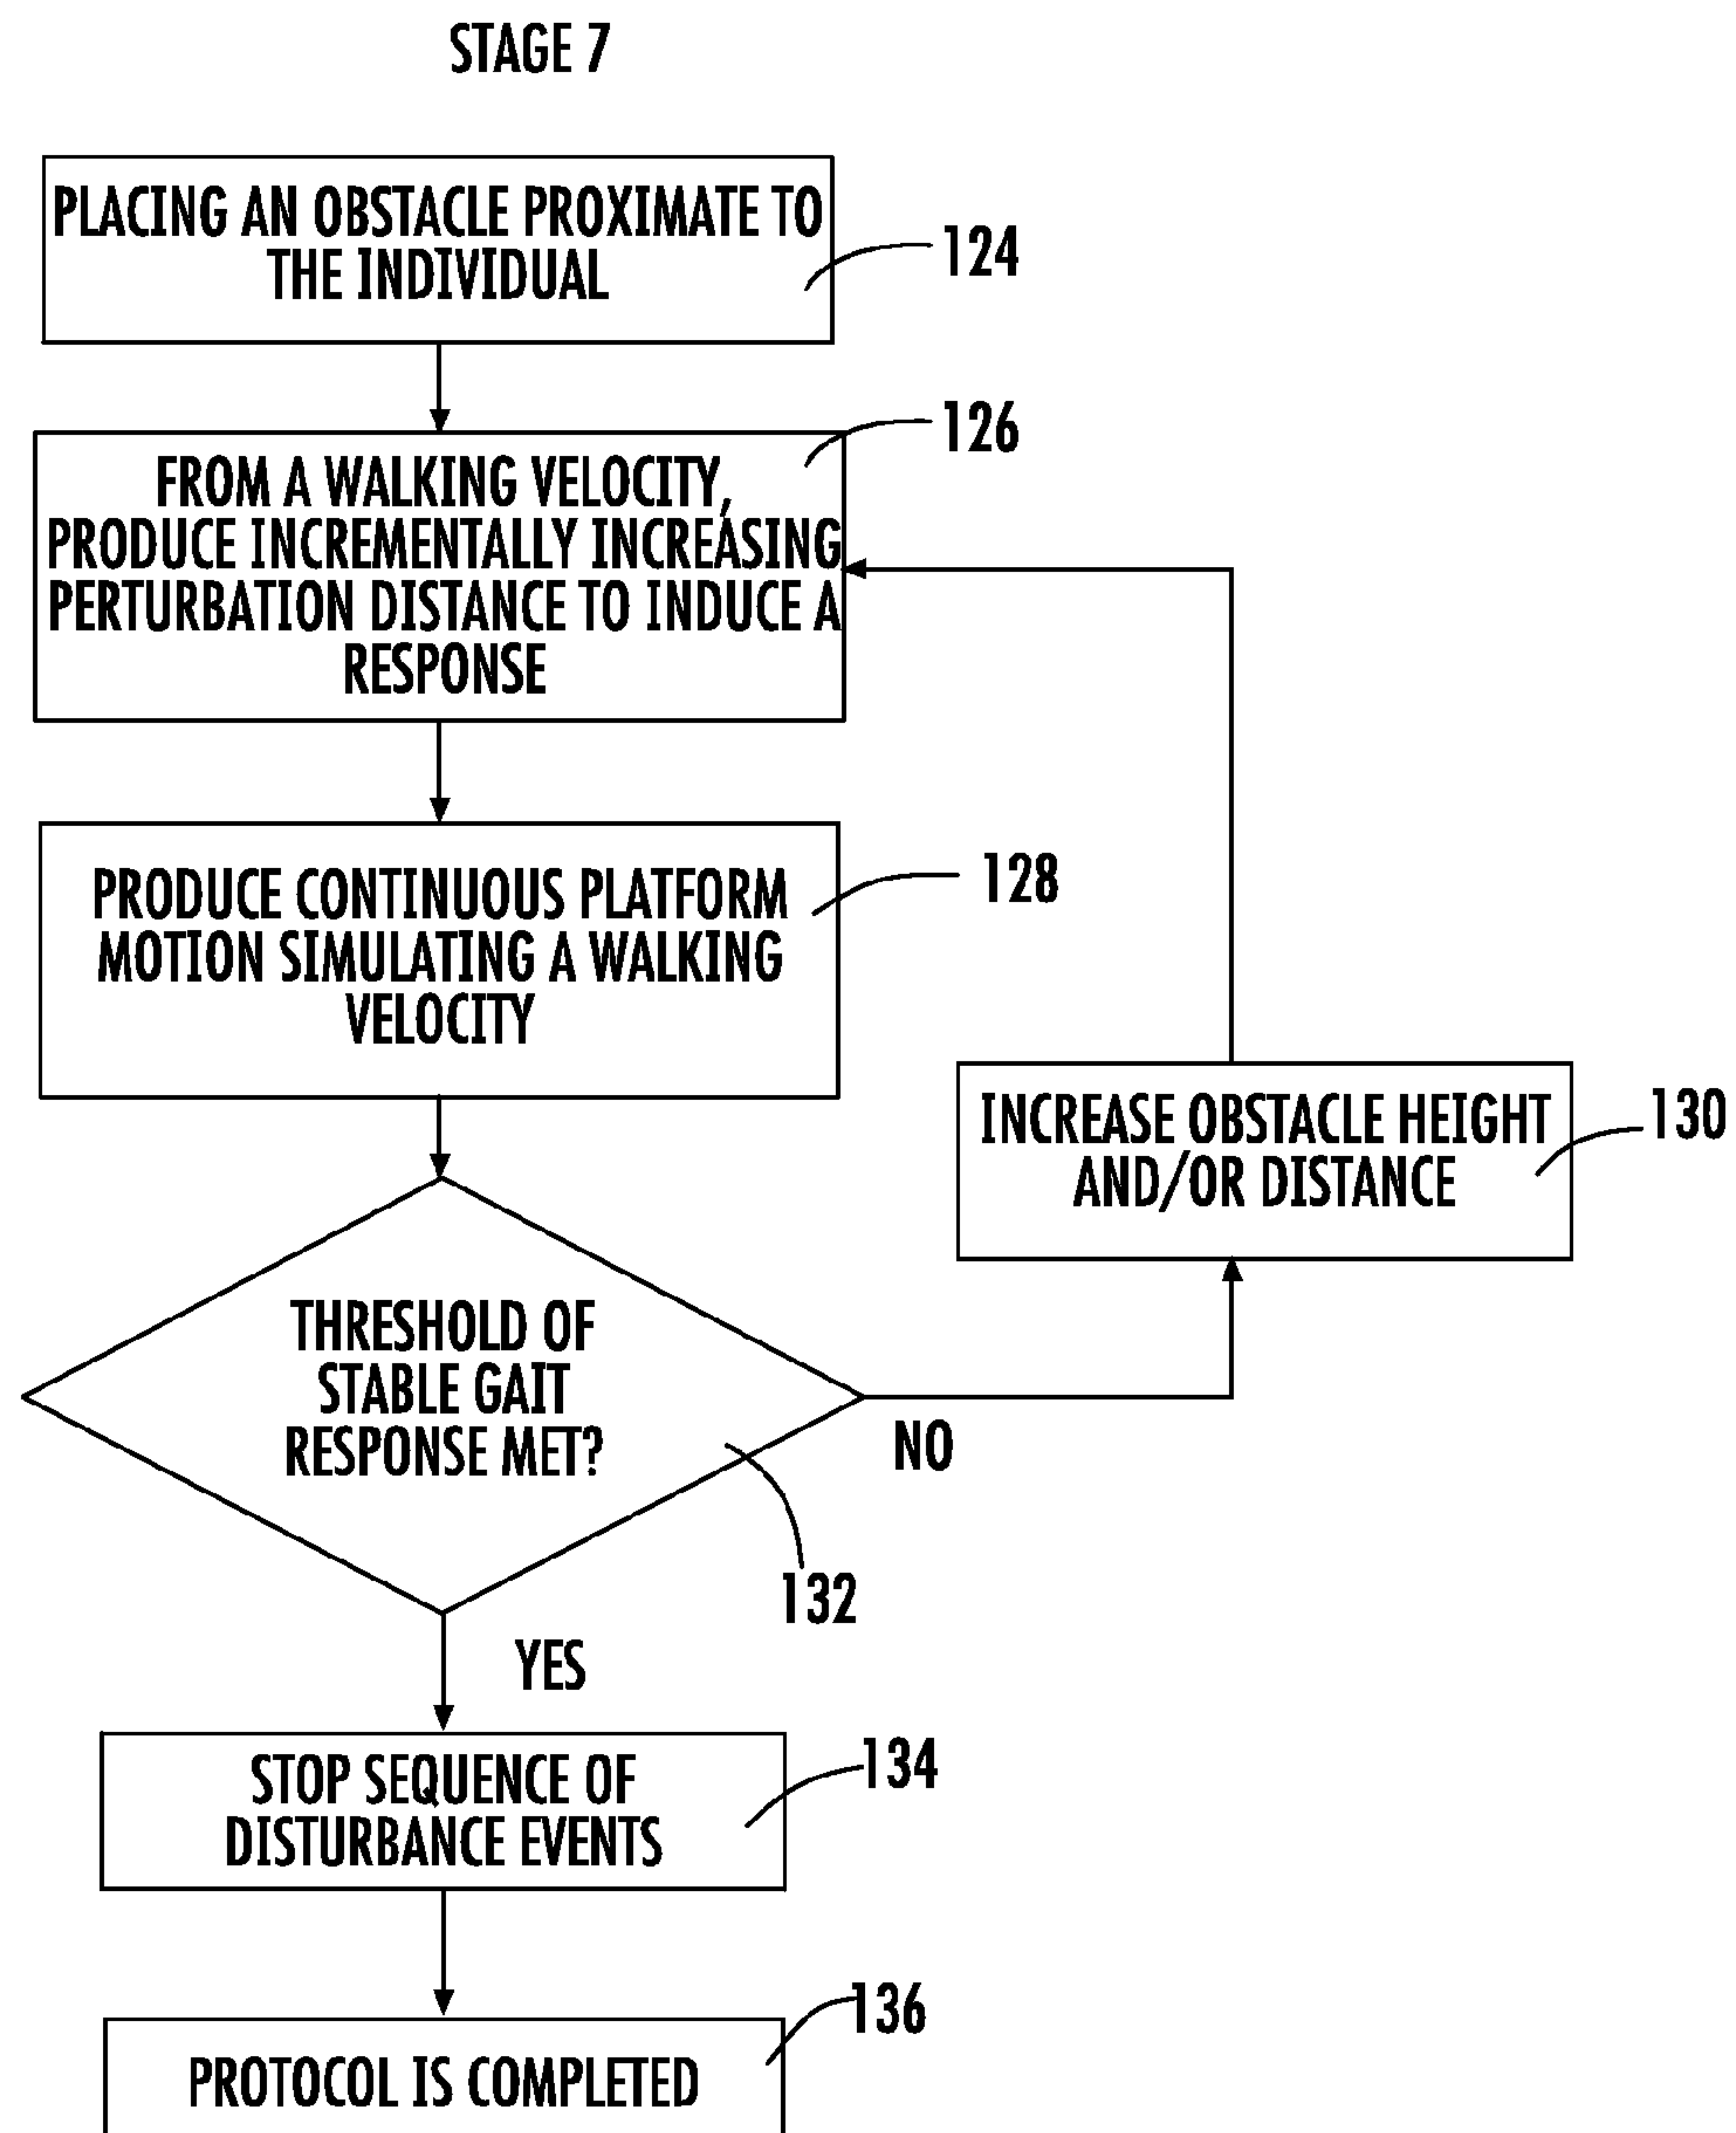 STAGE 7
PLACING AN OBSTACLE PROXIMATE TO
THE INDIVIDUAL
124
126
FROM A WALKING VELOCITY,
PRODUCE INCREMENTALLY INCREASING
PERTURBATION DISTANCE TO INDUCE A
RESPONSE
128
PRODUCE CONTINUOUS PLATFORM
MOTION SIMULATING A WALKING
VELOCITY
INCREASE OBSTACLE HEIGHT
AND/OR DISTANCE
130
THRESHOLD OF
STABLE GAIT
RESPONSE MET?
NO
132
YES
STOP SEQUENCE OF
DISTURBANCE EVENTS
134
136
PROTOCOL IS COMPLETED